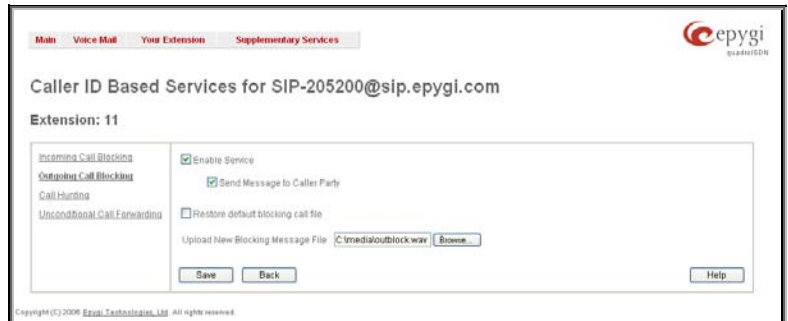 Main Voice Mail Your Extension Supplementary Services
epygi
quadroISDN
Caller ID Based Services for SIP-205200@sip.epygi.com
Extension: 11
Incoming Call Blocking
Outgoing Call Blocking
Call Hunting
Unconditional Call Forwarding
Enable Service
Send Message to Caller Party
Restore default blocking call file
Upload New Blocking Message File C:\media\outblock.wav Browse...
Save Back Help
Copyright (C) 2006 Epygi Technologies, Ltd. All rights reserved.